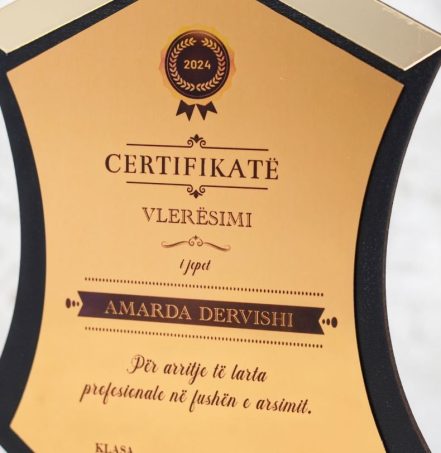 2024
CERTIFIKATË
VLERËSIMI
i jepet
AMARDA DERVISHI
Për arritje të larta
profesionale në fushën e arsimit.
KLASA